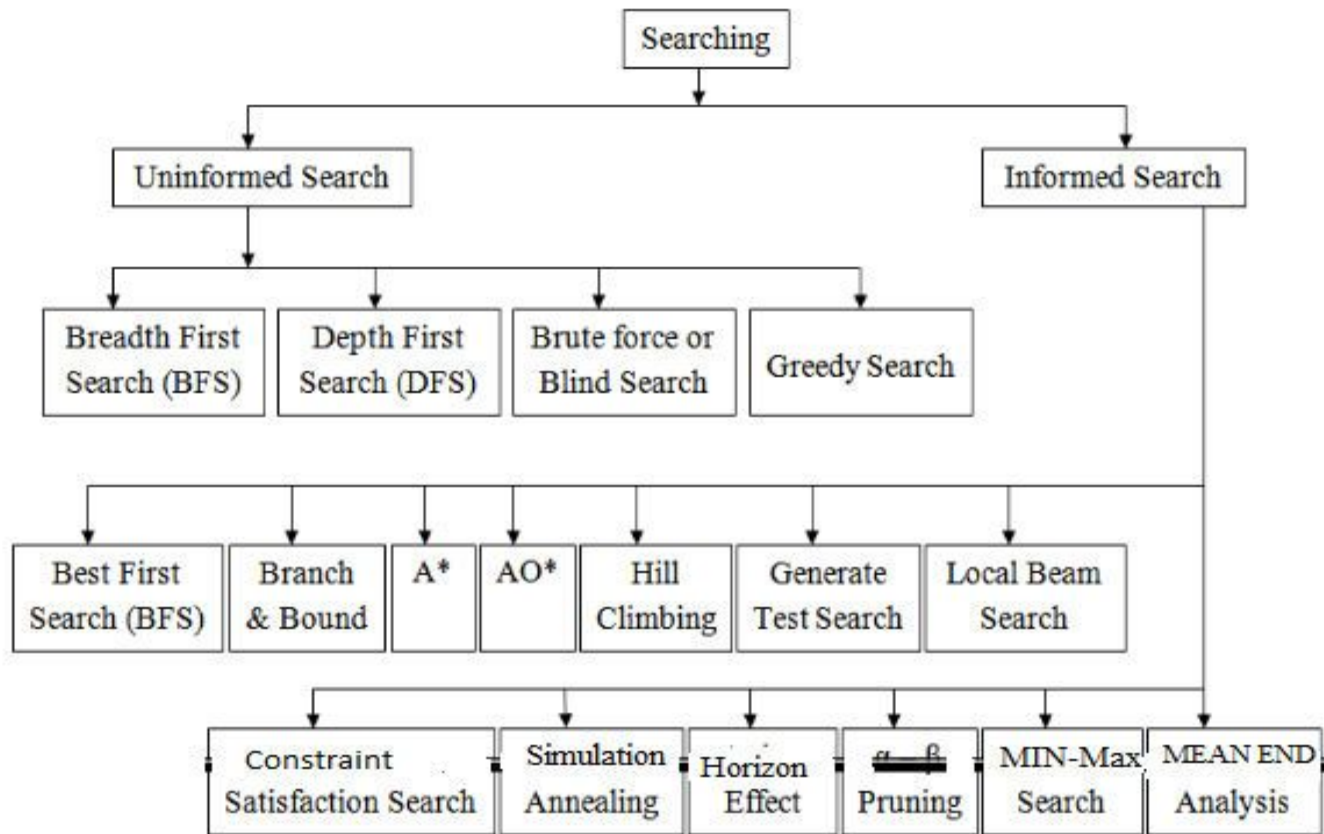 Searching
Uninformed Search
Informed Search
Breadth First
Search (BFS)
Depth First
Search (DFS)
Brute force or
Blind Search
Greedy Search
Best First
Search (BFS)
Branch
& Bound
A*
AO*
Hill
Climbing
Generate
Test Search
Local Beam
Search
Constraint
Satisfaction Search
Simulation
Annealing
Horizon
Effect
α – β
Pruning
MIN-Max
Search
MEAN END
Analysis